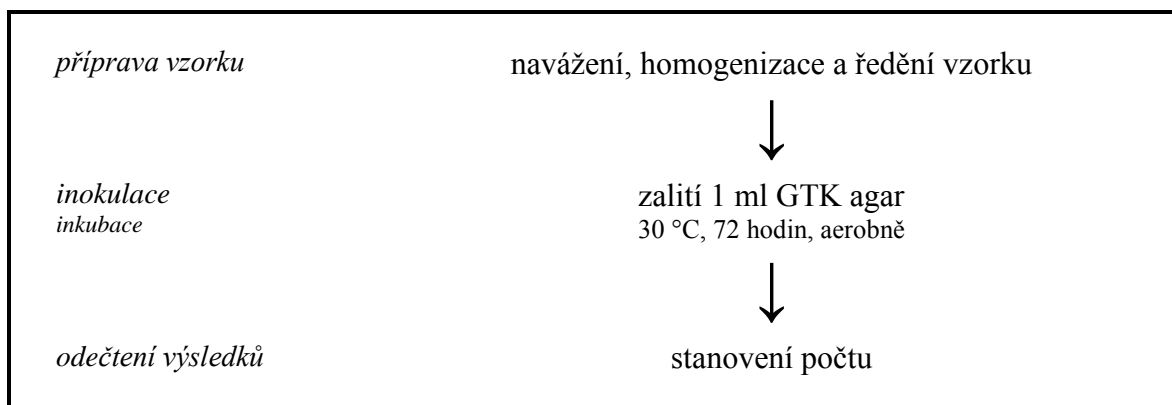 příprava vzorku
navážení, homogenizace a ředění vzorku
inokulace
zalití 1 ml GTK agar
inkubace
30 °C, 72 hodin, aerobně
odečtení výsledků
stanovení počtu